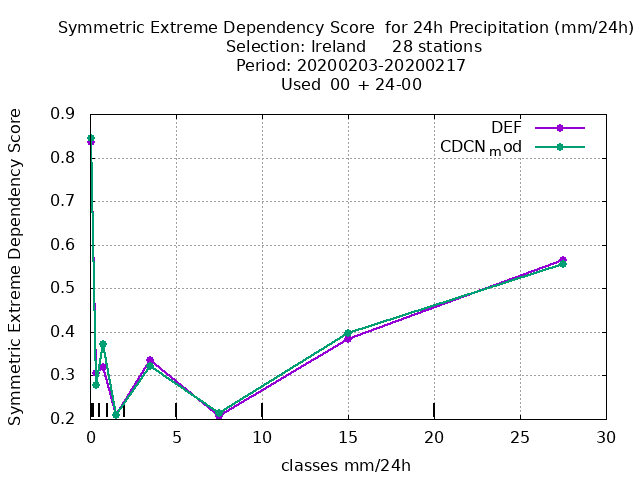 Symmetric Extreme Dependency Score for 24h Precipitation (mm/24h)
Selection: Ireland 28 stations
Period: 20200203-20200217
Used 00 + 24-00
Symmetric Extreme Dependency Score
0.9
0.8
0.7
0.6
0.5
0.4
0.3
0.2
DEF
CDCNmod
0 5 10 15 20 25 30
classes mm/24h